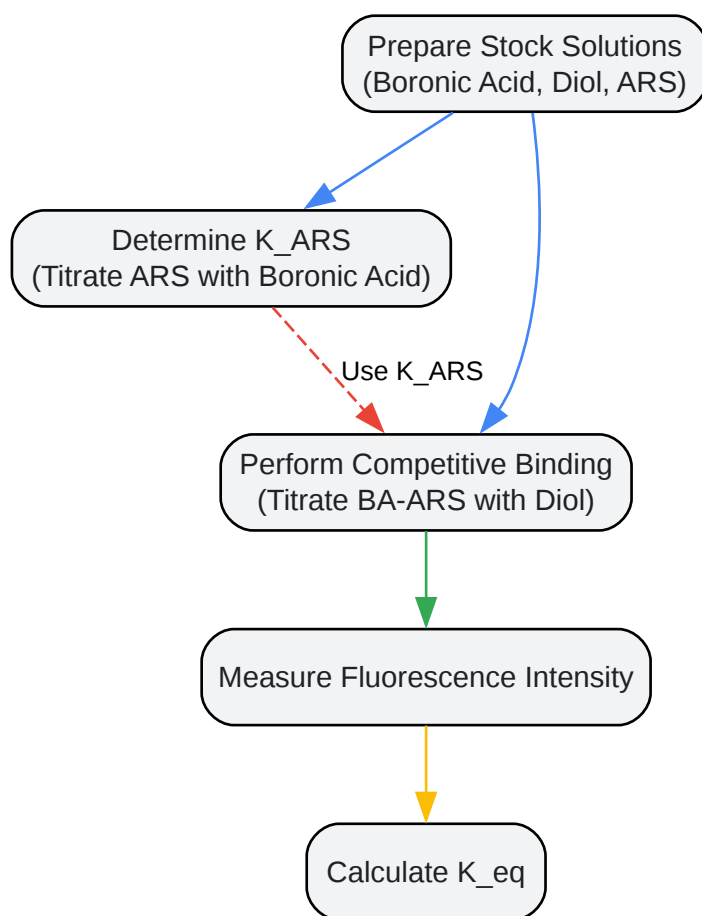 Prepare Stock Solutions
(Boronic Acid, Diol, ARS)
Determine K_ARS
(Titrate ARS with Boronic Acid)
Use K_ARS
Perform Competitive Binding
(Titrate BA-ARS with Diol)
Measure Fluorescence Intensity
Calculate K_eq